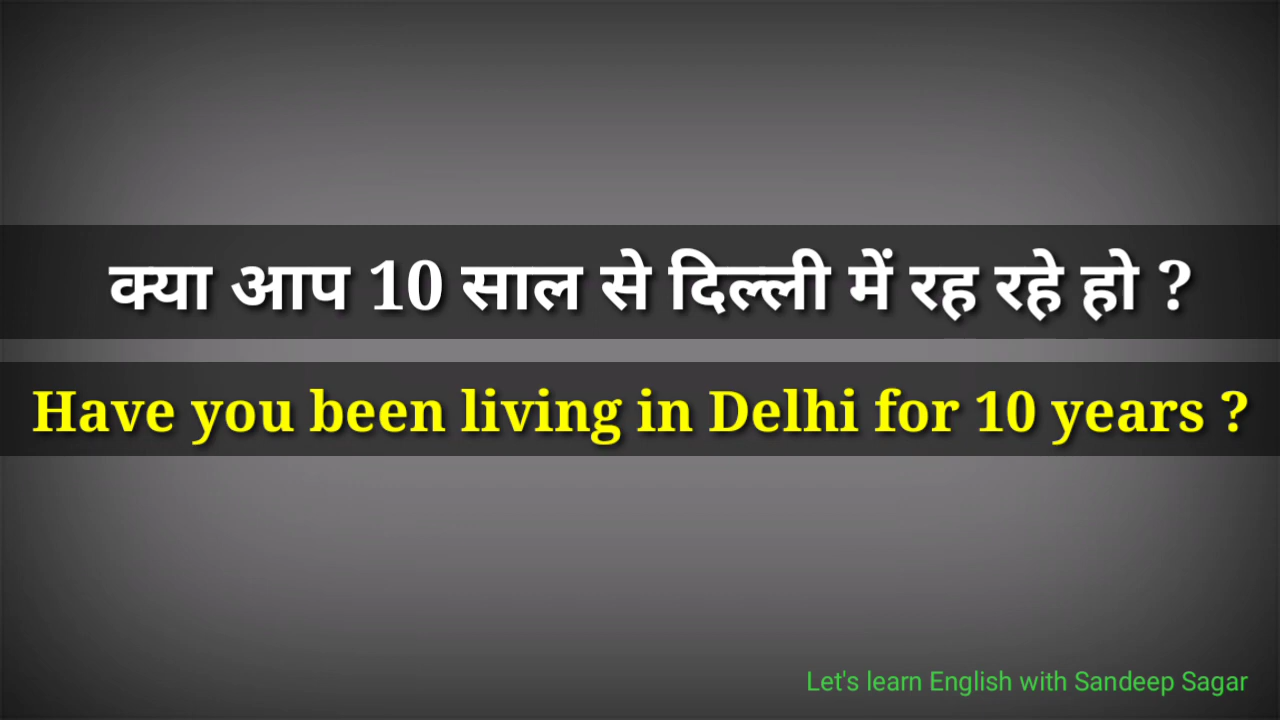 क्या आप 10 साल से दिल्ली में रह रहे हो ?
Have you been living in Delhi for 10 years ?
Let's learn English with Sandeep Sagar